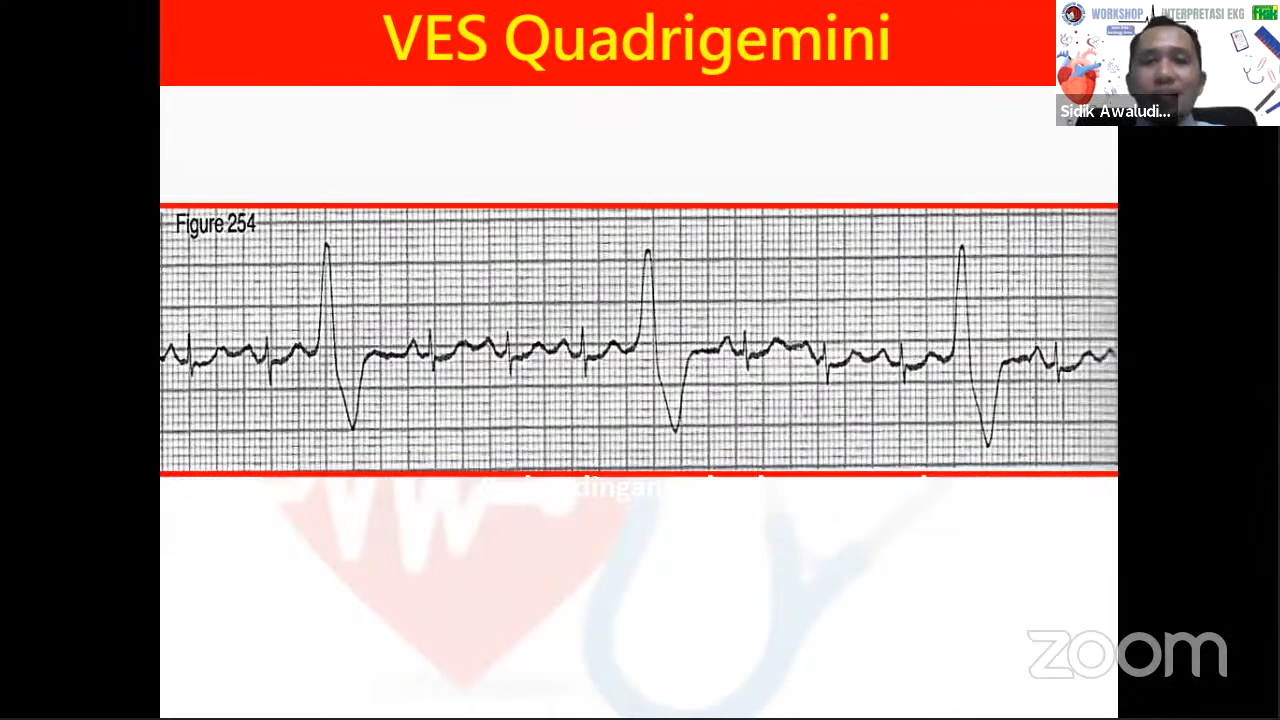 VES Quadrigemini
WORKSHOP INTERPRETASI EKG
Sidik Awaludi...
Figure 254
zoom